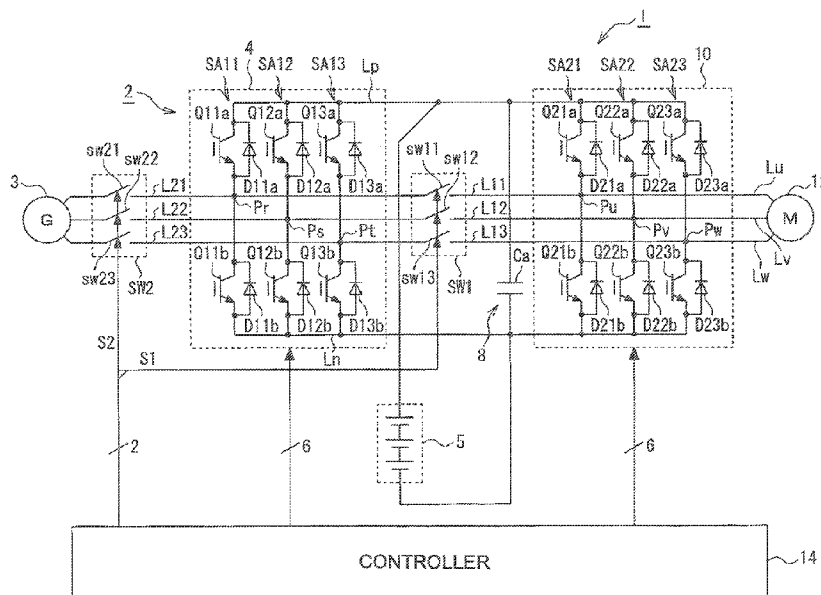 1
4
SA11
SA12
SA13
Lp
SA21
SA22
SA23
10
2
Q11a
Q12a
Q13a
Q21a
Q22a
Q23a
sw21
sw22
sw11
sw12
3
L21
D11a
D12a
D13a
L11
D21a
D22a
D23a
Lu
G
L22
L12
M
L23
Pr
Ps
Pt
L13
Pu
Pv
Pw
Lv
Lw
Q11b
Q12b
Q13b
Q21b
Q22b
Q23b
sw23
SW2
sw13
SW1
Ca
D11b
D12b
D13b
D21b
D22b
D23b
S2
S1
Ln
8
2
6
5
6
CONTROLLER
14